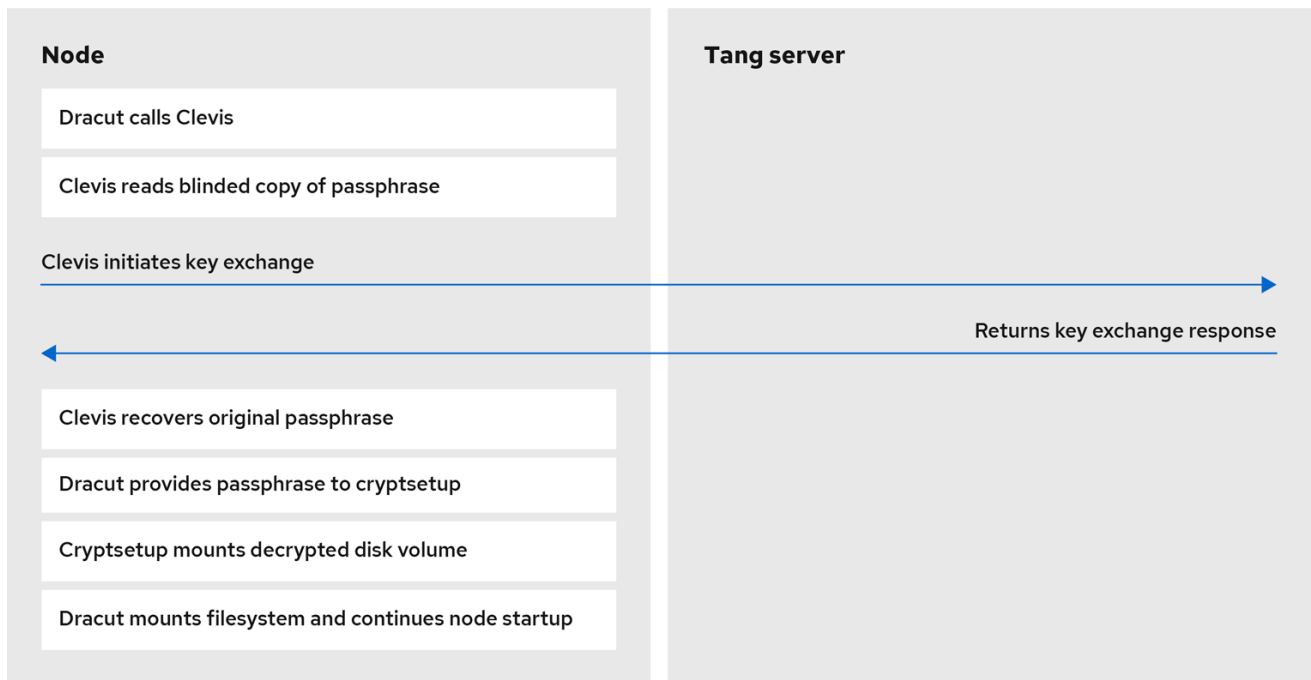 Node
Tang server
Dracut calls Clevis
Clevis reads blinded copy of passphrase
Clevis initiates key exchange
Returns key exchange response
Clevis recovers original passphrase
Dracut provides passphrase to cryptsetup
Cryptsetup mounts decrypted disk volume
Dracut mounts filesystem and continues node startup